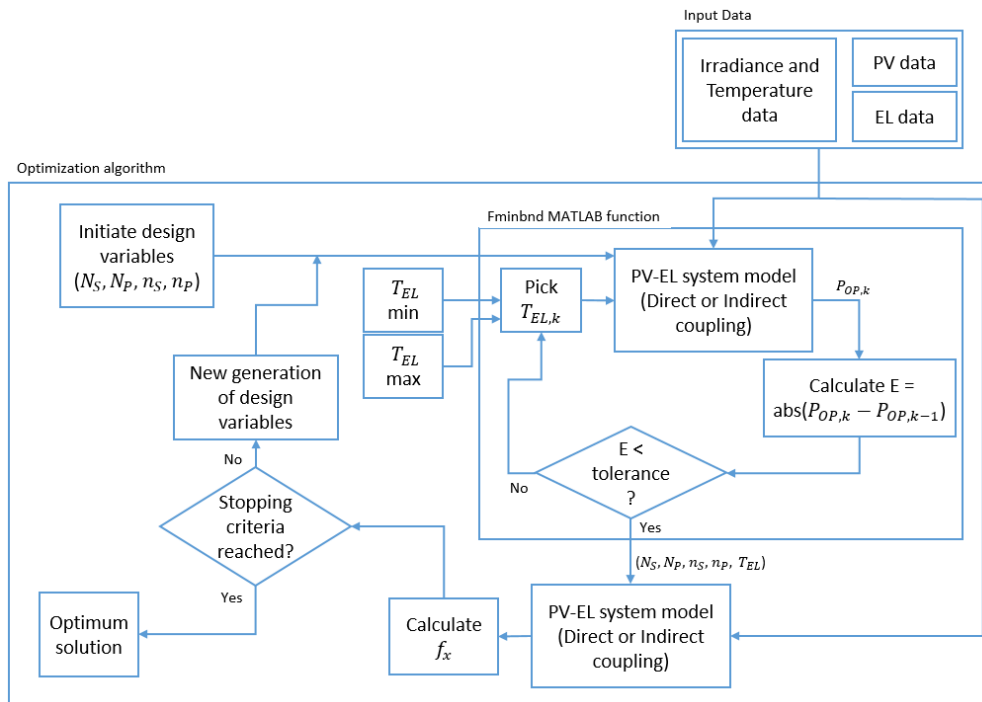 Input Data
Irradiance and
Temperature
data
PV data
EL data
Optimization algorithm
Fminbnd MATLAB function
Initiate design
variables
(N_S, N_P, n_S, n_P)
T_EL
min
T_EL
max
Pick
T_EL,k
PV-EL system model
(Direct or Indirect
coupling)
P_OP,k
Calculate E =
abs(P_OP,k − P_OP,k−1)
New generation
of design
variables
E <
tolerance
?
No
Yes
No
Stopping
criteria
reached?
Yes
(N_S, N_P, n_S, n_P, T_EL)
PV-EL system model
(Direct or Indirect
coupling)
Calculate
f_x
Optimum
solution